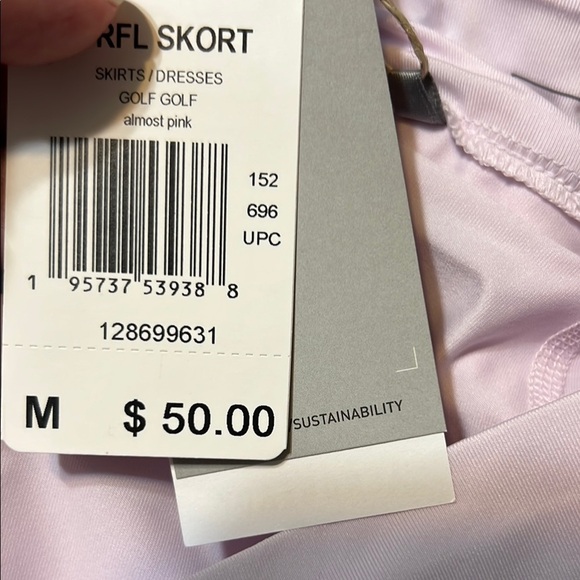 RFL SKORT
SKIRTS / DRESSES
GOLF GOLF
almost pink
152
696
UPC
1 95737 53938 8
128699631
M $ 50.00
SUSTAINABILITY